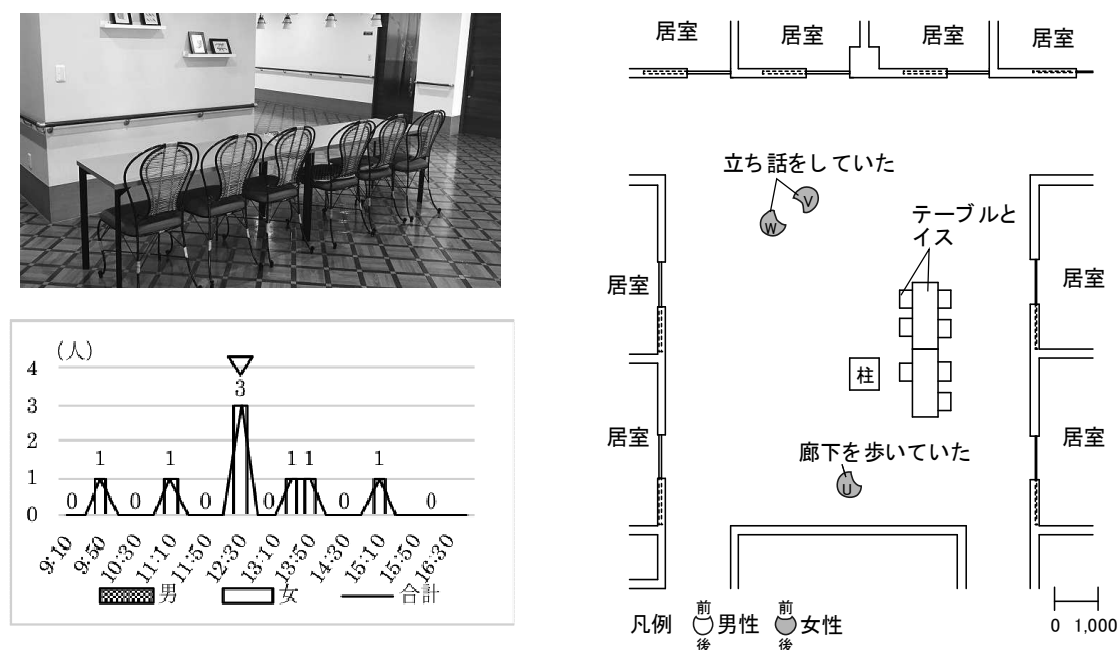 (人)
4
3
2
1
0
3
1
1
1 1
1
0
0
0
0
0
0
9:10
9:50
10:30
11:10
11:50
12:30
13:10
13:50
14:30
15:10
15:50
16:30
男
女
合計
居室
居室
居室
居室
立ち話をしていた
V
W
テーブルと
イス
居室
居室
柱
居室
居室
廊下を歩いていた
U
凡例
前
後
男性
前
後
女性
0 1,000